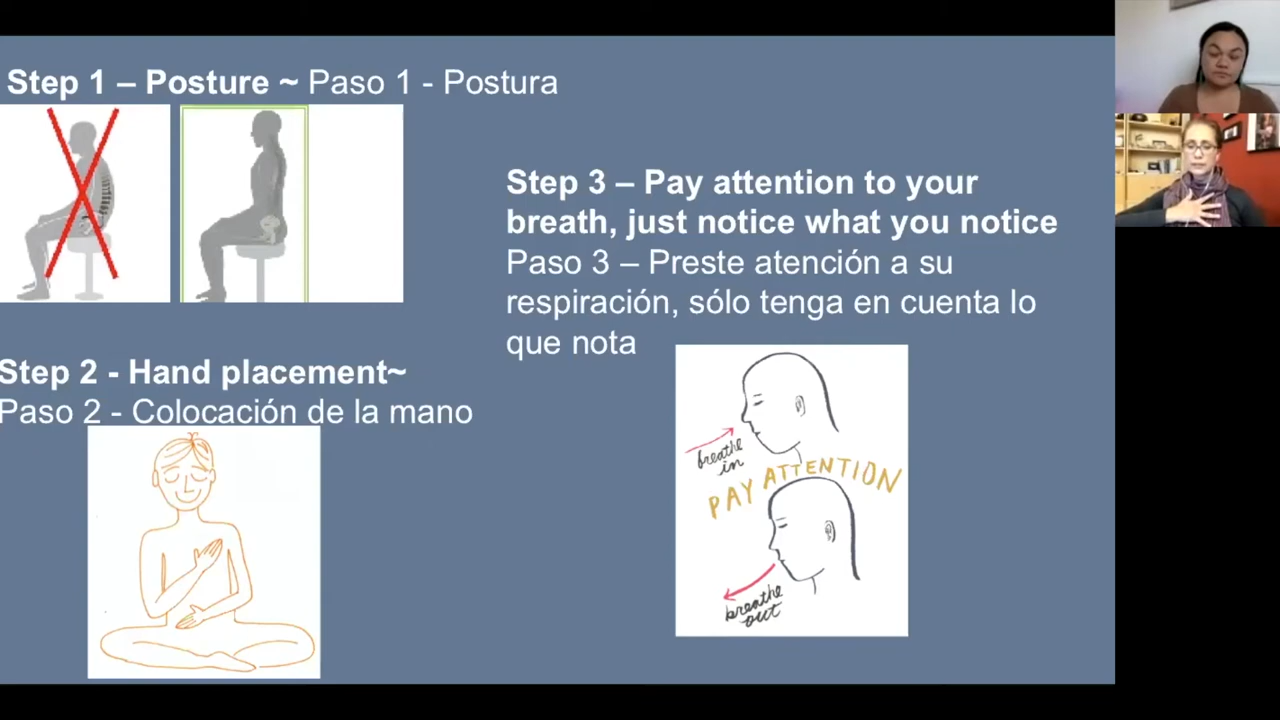 Step 1 – Posture ~ Paso 1 - Postura
Step 2 - Hand placement~
Paso 2 - Colocación de la mano
Step 3 – Pay attention to your
breath, just notice what you notice
Paso 3 – Preste atención a su
respiración, sólo tenga en cuenta lo
que nota
breathe
in
PAY ATTENTION
breathe
out